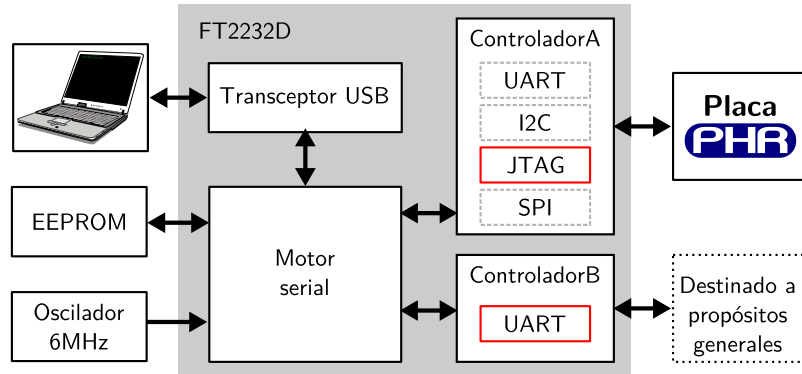 FT2232D
Transceptor USB
EEPROM
Oscilador
6MHz
Motor
serial
ControladorA
UART
I2C
JTAG
SPI
ControladorB
UART
Placa
PHR
Destinado a
propósitos
generales